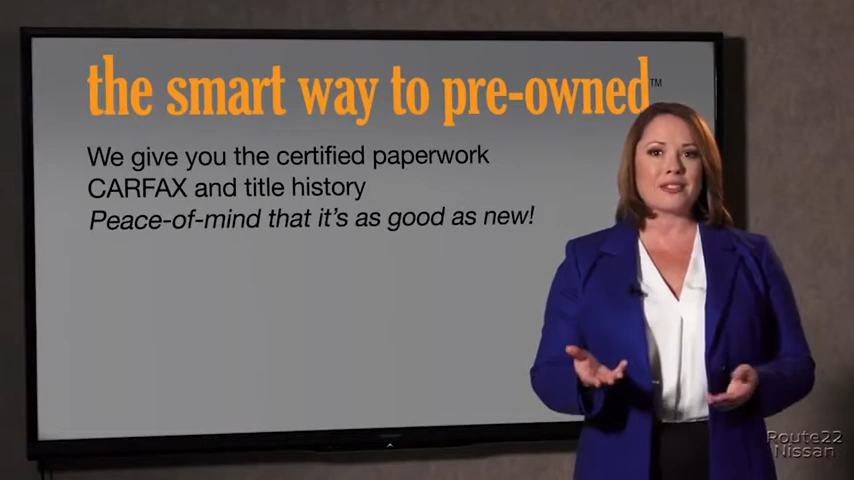 the smart way to pre-owned™
We give you the certified paperwork
CARFAX and title history
Peace-of-mind that it's as good as new!
Route22
Nissan